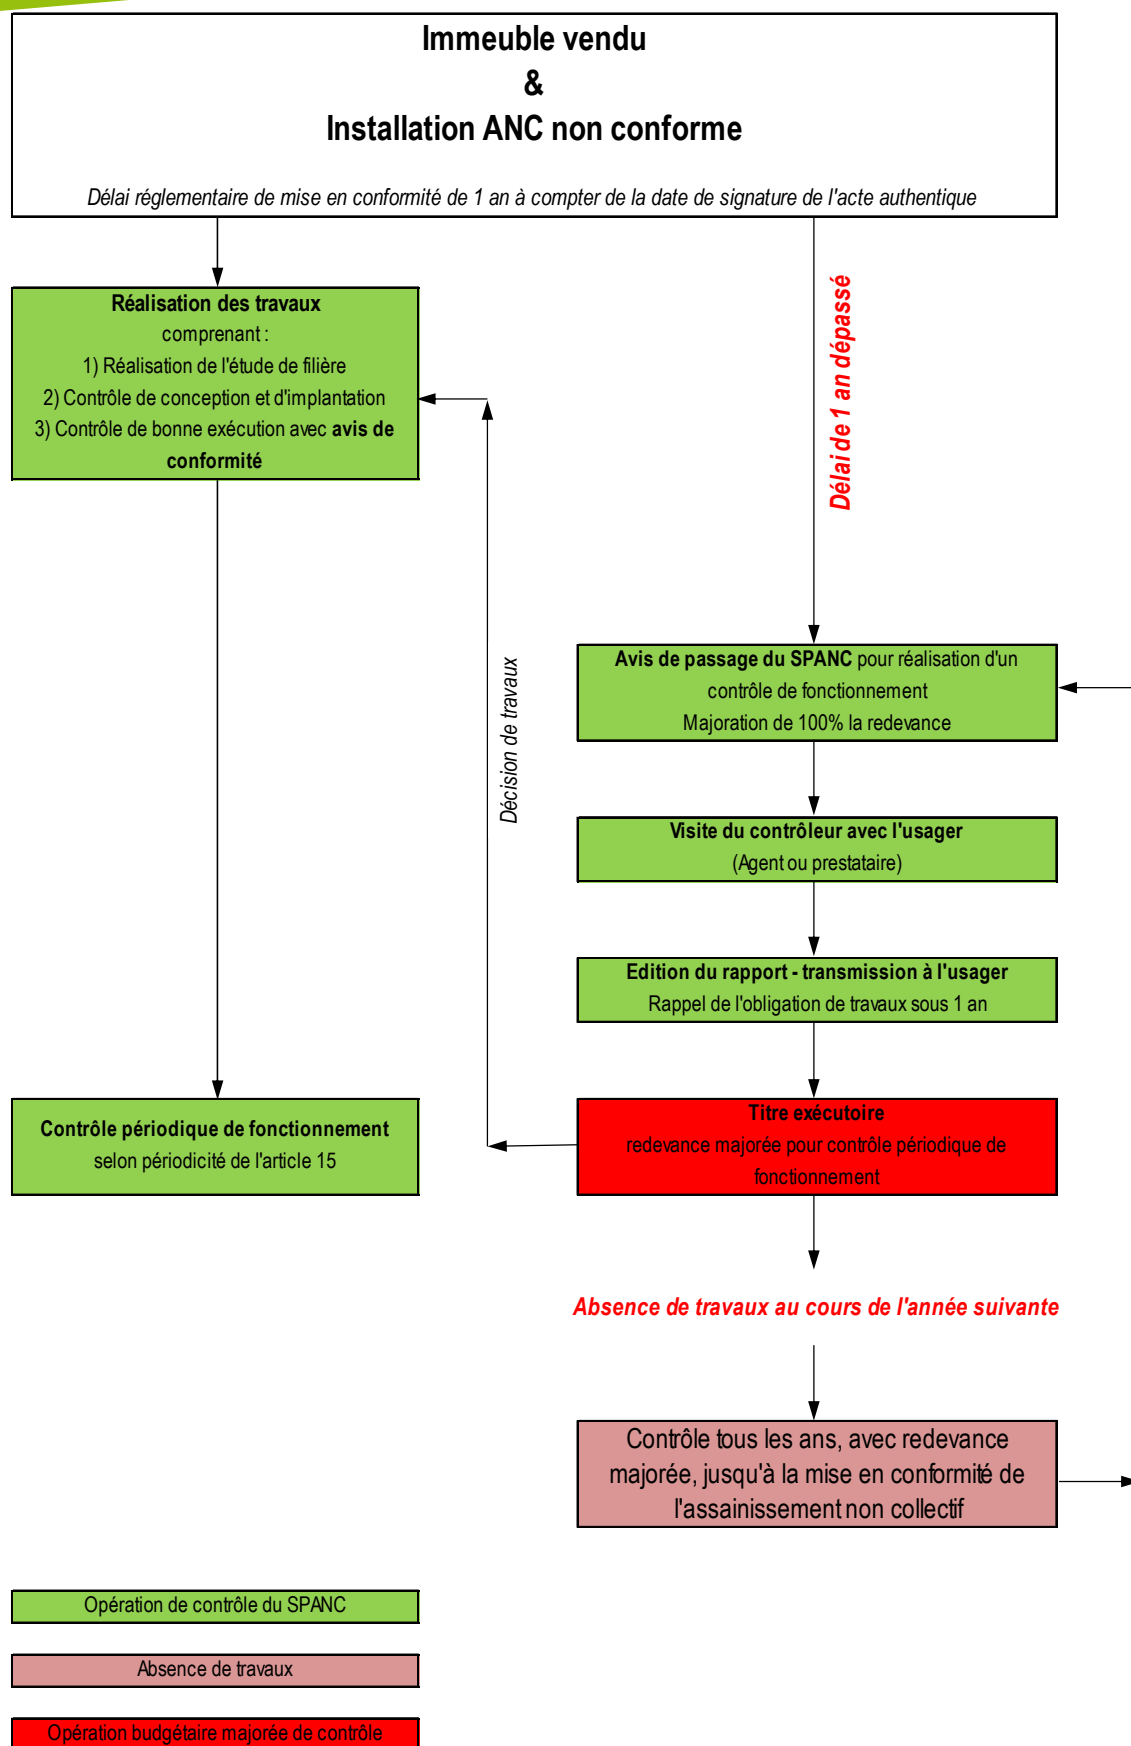 Immeuble vendu
&
Installation ANC non conforme
Délai réglementaire de mise en conformité de 1 an à compter de la date de signature de l'acte authentique
Réalisation des travaux
comprenant :
1) Réalisation de l'étude de filière
2) Contrôle de conception et d'implantation
3) Contrôle de bonne exécution avec avis de
conformité
Délai de 1 an dépassé
Décision de travaux
Avis de passage du SPANC pour réalisation d'un
contrôle de fonctionnement
Majoration de 100% la redevance
Visite du contrôleur avec l'usager
(Agent ou prestataire)
Edition du rapport - transmission à l'usager
Rappel de l'obligation de travaux sous 1 an
Contrôle périodique de fonctionnement
selon périodicité de l'article 15
Titre exécutoire
redevance majorée pour contrôle périodique de
fonctionnement
Absence de travaux au cours de l'année suivante
Contrôle tous les ans, avec redevance
majorée, jusqu'à la mise en conformité de
l'assainissement non collectif
Opération de contrôle du SPANC
Absence de travaux
Opération budgétaire majorée de contrôle